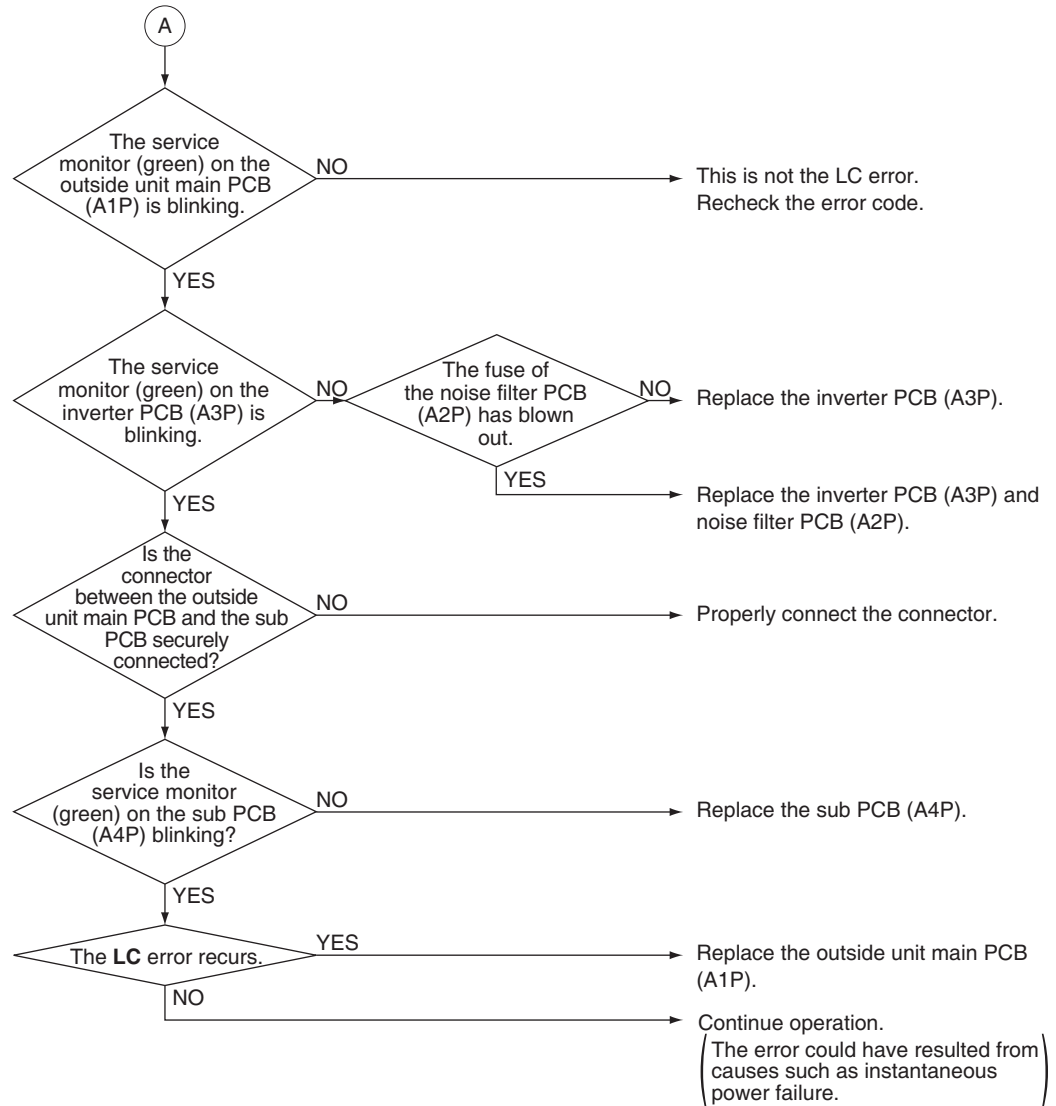 A
The service
monitor (green) on the
outside unit main PCB
(A1P) is blinking.
NO
This is not the LC error.
Recheck the error code.
YES
The service
monitor (green) on the
inverter PCB (A3P) is
blinking.
NO
The fuse of
the noise filter PCB
(A2P) has blown
out.
NO
Replace the inverter PCB (A3P).
YES
Replace the inverter PCB (A3P) and
noise filter PCB (A2P).
YES
Is the
connector
between the outside
unit main PCB and the sub
PCB securely
connected?
NO
Properly connect the connector.
YES
Is the
service monitor
(green) on the sub PCB
(A4P) blinking?
NO
Replace the sub PCB (A4P).
YES
The LC error recurs.
YES
Replace the outside unit main PCB
(A1P).
NO
Continue operation.
(The error could have resulted from
causes such as instantaneous
power failure.)